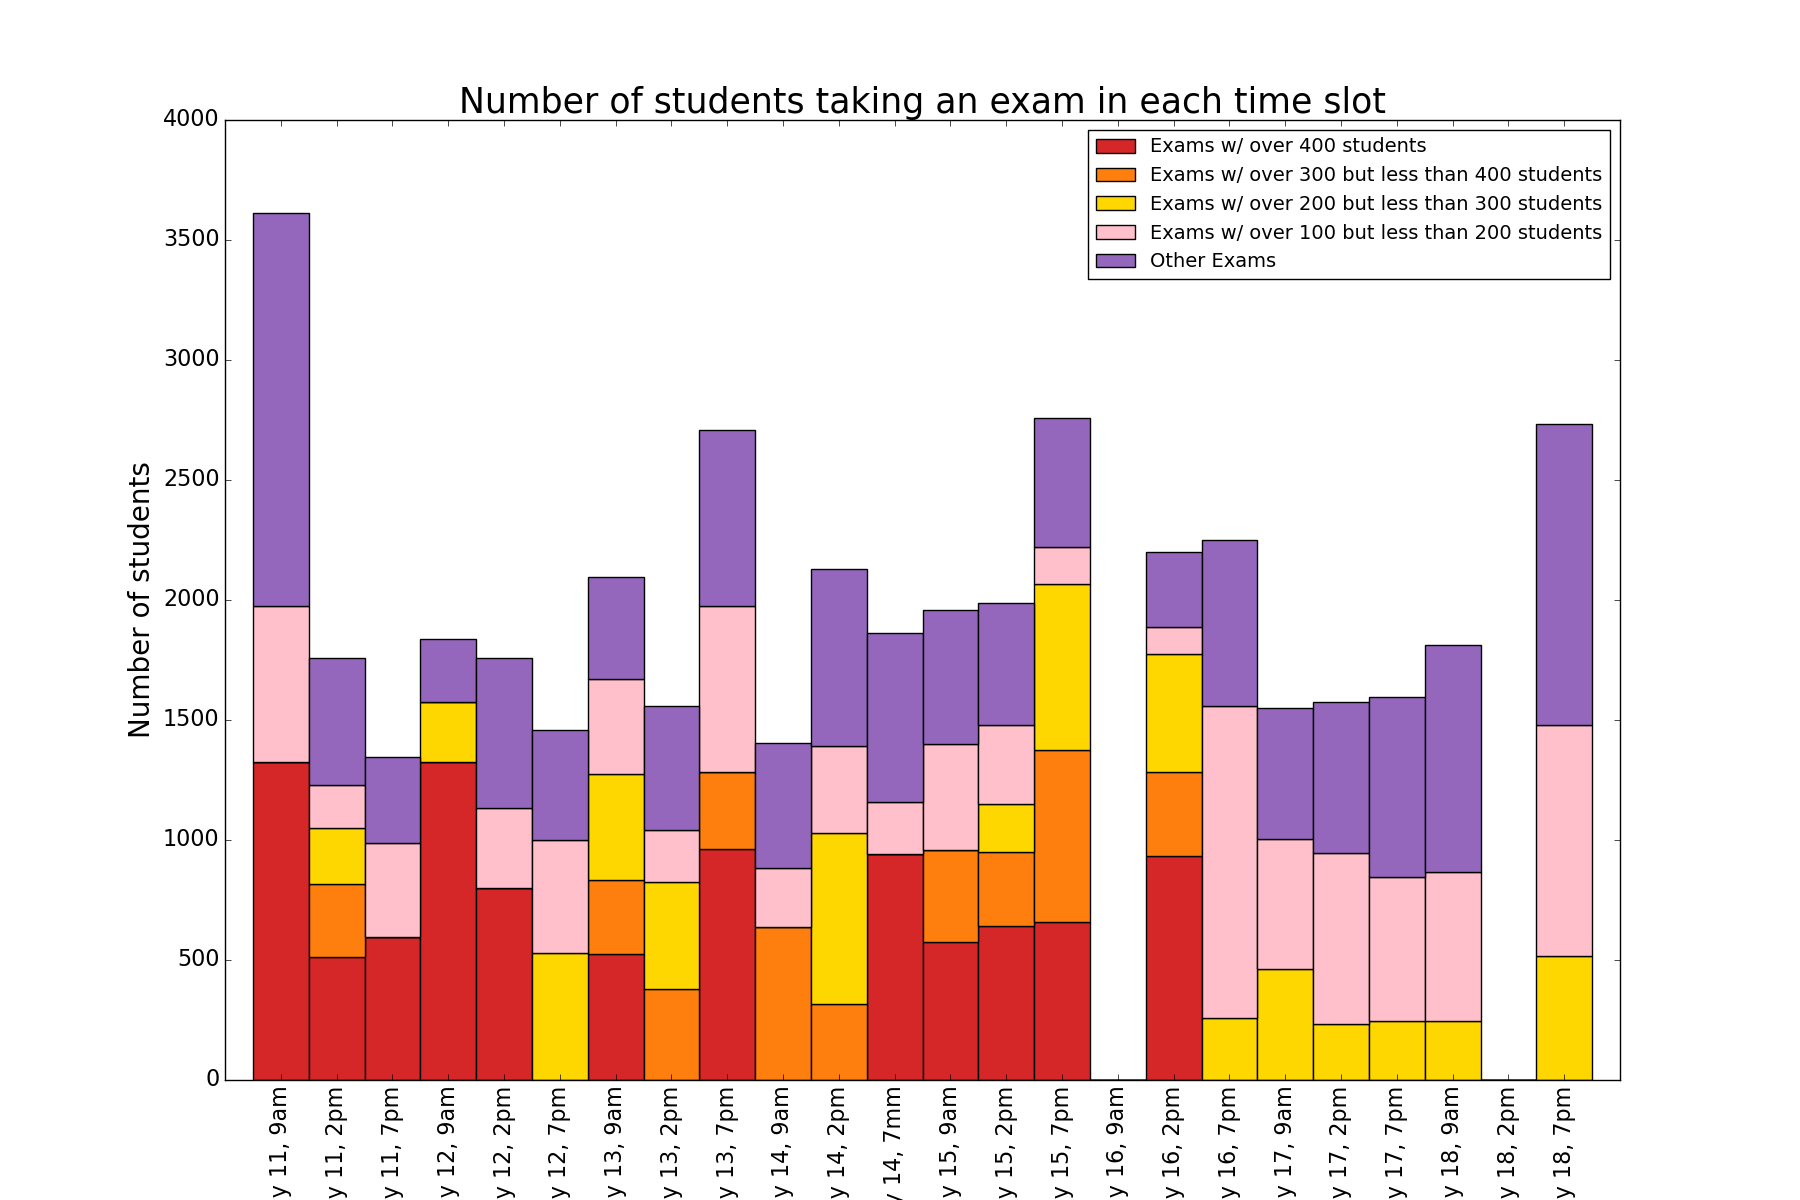 Number of students taking an exam in each time slot
4000
3500
3000
2500
2000
1500
1000
500
0
Number of students
Exams w/ over 400 students
Exams w/ over 300 but less than 400 students
Exams w/ over 200 but less than 300 students
Exams w/ over 100 but less than 200 students
Other Exams
y 11, 9am
y 11, 2pm
y 11, 7pm
y 12, 9am
y 12, 2pm
y 12, 7pm
y 13, 9am
y 13, 2pm
y 13, 7pm
y 14, 9am
y 14, 2pm
y 14, 7mm
y 15, 9am
y 15, 2pm
y 15, 7pm
y 16, 9am
y 16, 2pm
y 16, 7pm
y 17, 9am
y 17, 2pm
y 17, 7pm
y 18, 9am
y 18, 2pm
y 18, 7pm